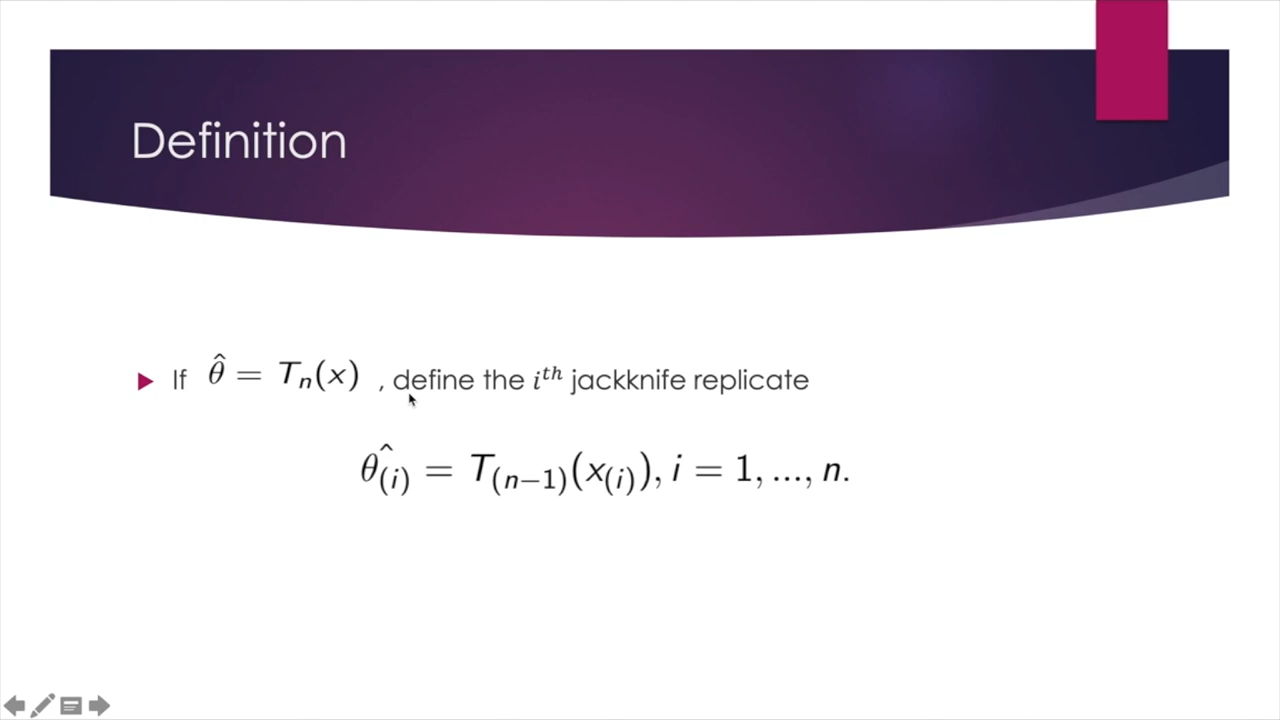 Definition
If θ̂ = Tₙ(x) , define the iᵗʰ jackknife replicate
θ̂₍ᵢ₎ = T₍ₙ₋₁₎(x₍ᵢ₎), i = 1, ..., n.